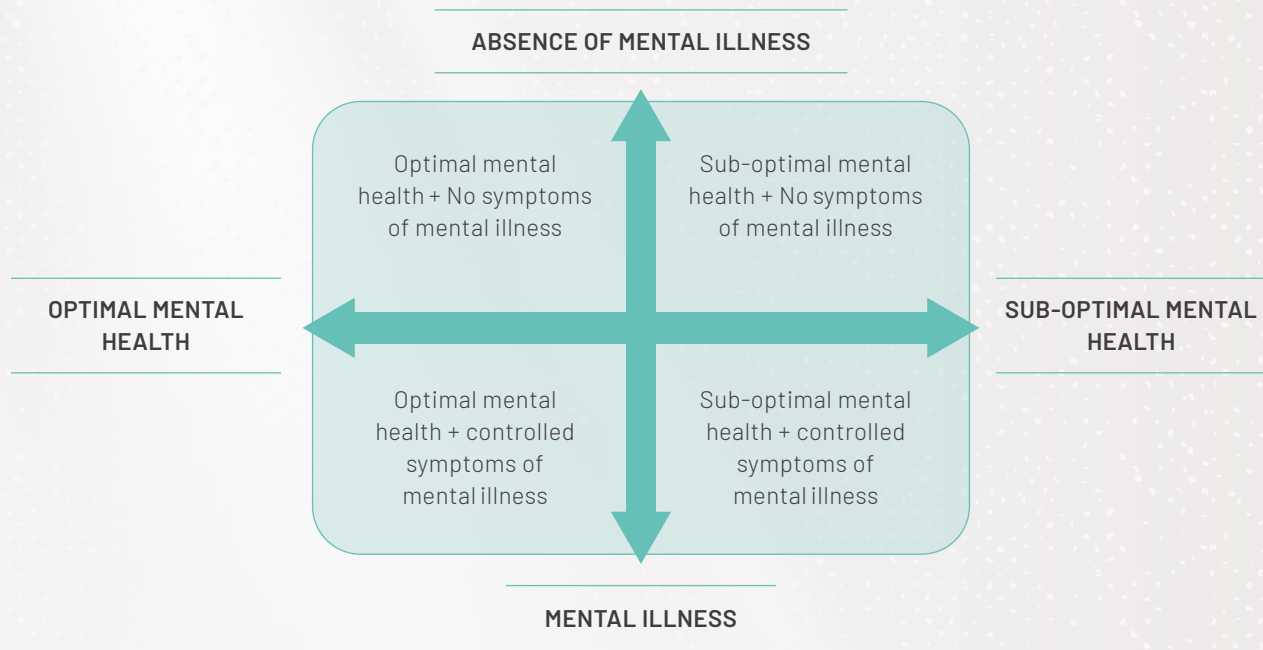 ABSENCE OF MENTAL ILLNESS
Optimal mental
health + No symptoms
of mental illness
Sub-optimal mental
health + No symptoms
of mental illness
OPTIMAL MENTAL
HEALTH
SUB-OPTIMAL MENTAL
HEALTH
Optimal mental
health + controlled
symptoms of
mental illness
Sub-optimal mental
health + controlled
symptoms of
mental illness
MENTAL ILLNESS